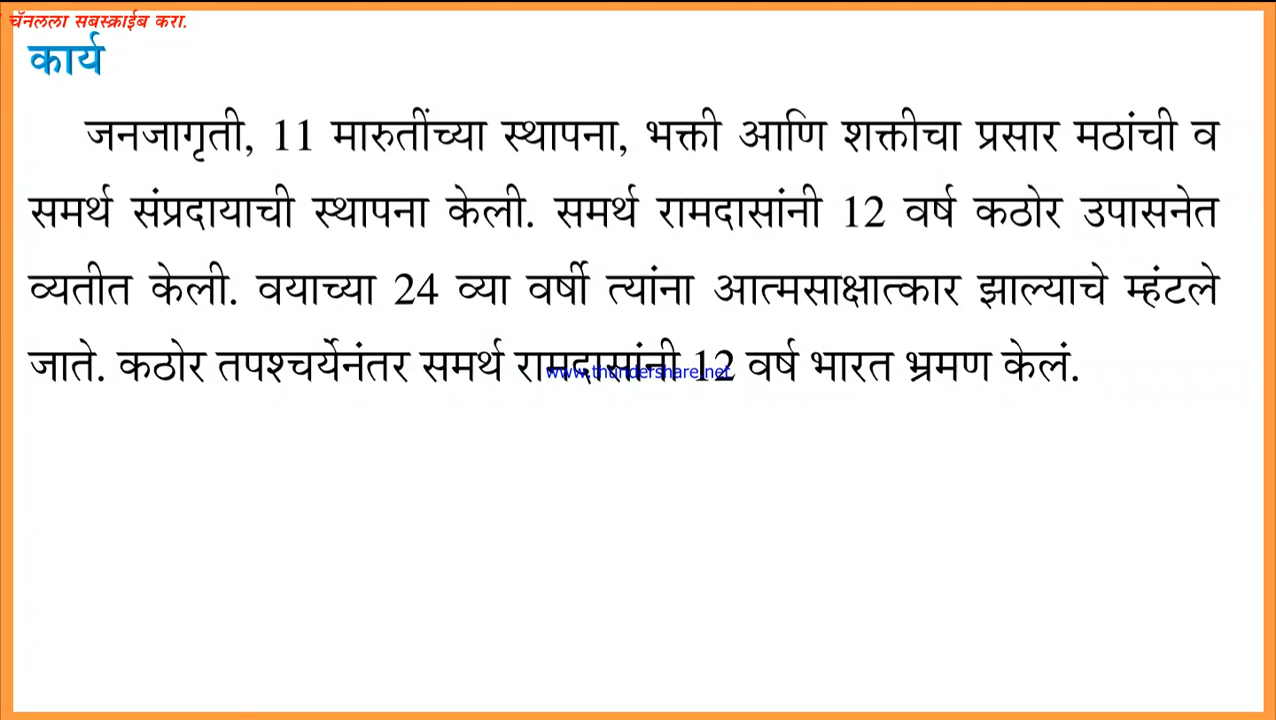 चॅनलला सबस्क्राईब करा.
कार्य
जनजागृती, 11 मारुतींच्या स्थापना, भक्ती आणि शक्तीचा प्रसार मठांची व
समर्थ संप्रदायाची स्थापना केली. समर्थ रामदासांनी 12 वर्ष कठोर उपासनेत
व्यतीत केली. वयाच्या 24 व्या वर्षी त्यांना आत्मसाक्षात्कार झाल्याचे म्हंटले
जाते. कठोर तपश्चर्येनंतर समर्थ रामदासांनी 12 वर्ष भारत भ्रमण केलं.
www.thundershare.net